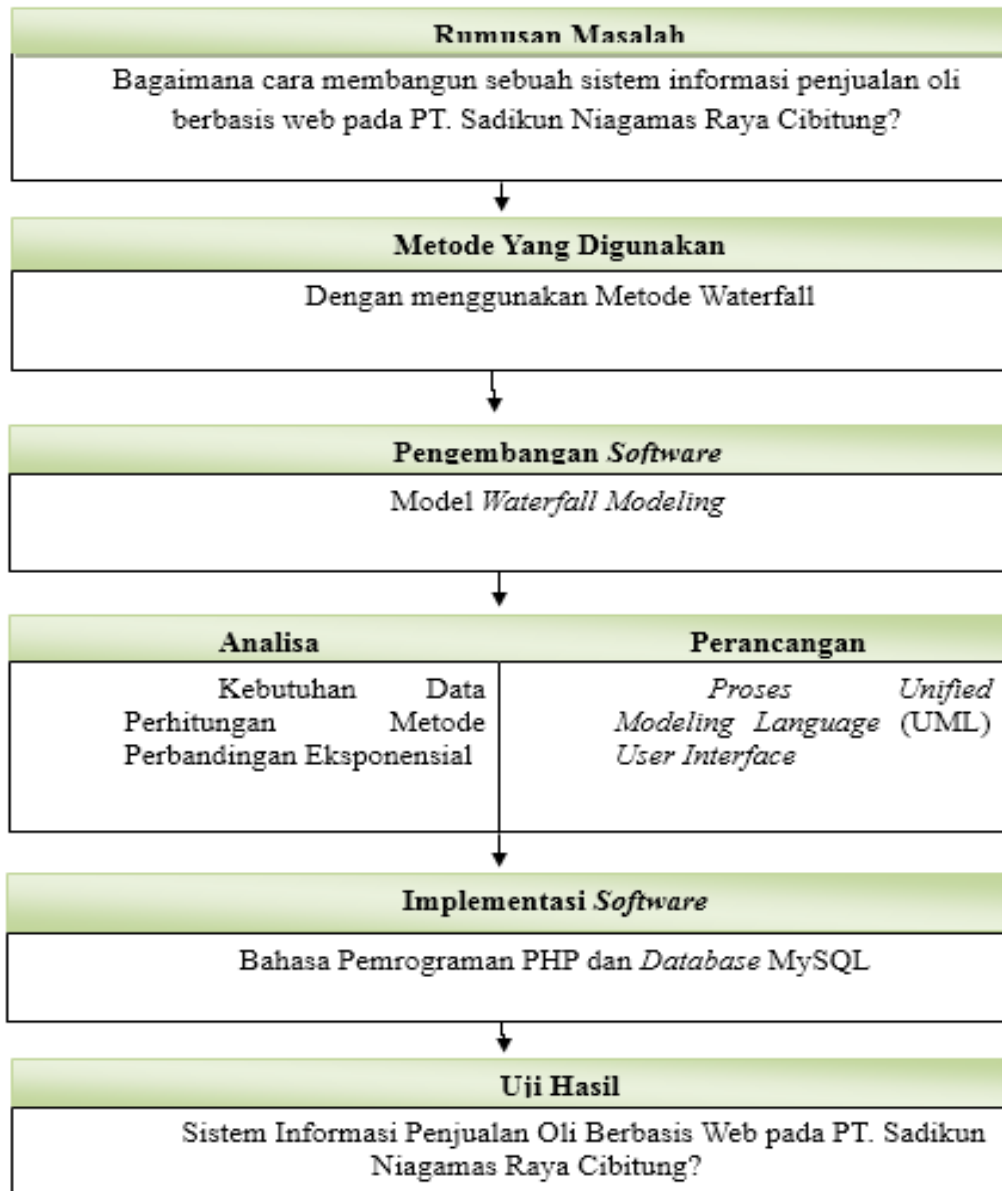 Rumusan Masalah
Bagaimana cara membangun sebuah sistem informasi penjualan oli
berbasis web pada PT. Sadikun Niagamas Raya Cibitung?
Metode Yang Digunakan
Dengan menggunakan Metode Waterfall
Pengembangan Software
Model Waterfall Modeling
Analisa
Kebutuhan Data
Perhitungan Metode
Perbandingan Eksponensial
Perancangan
Proses Unified
Modeling Language (UML)
User Interface
Implementasi Software
Bahasa Pemrograman PHP dan Database MySQL
Uji Hasil
Sistem Informasi Penjualan Oli Berbasis Web pada PT. Sadikun
Niagamas Raya Cibitung?